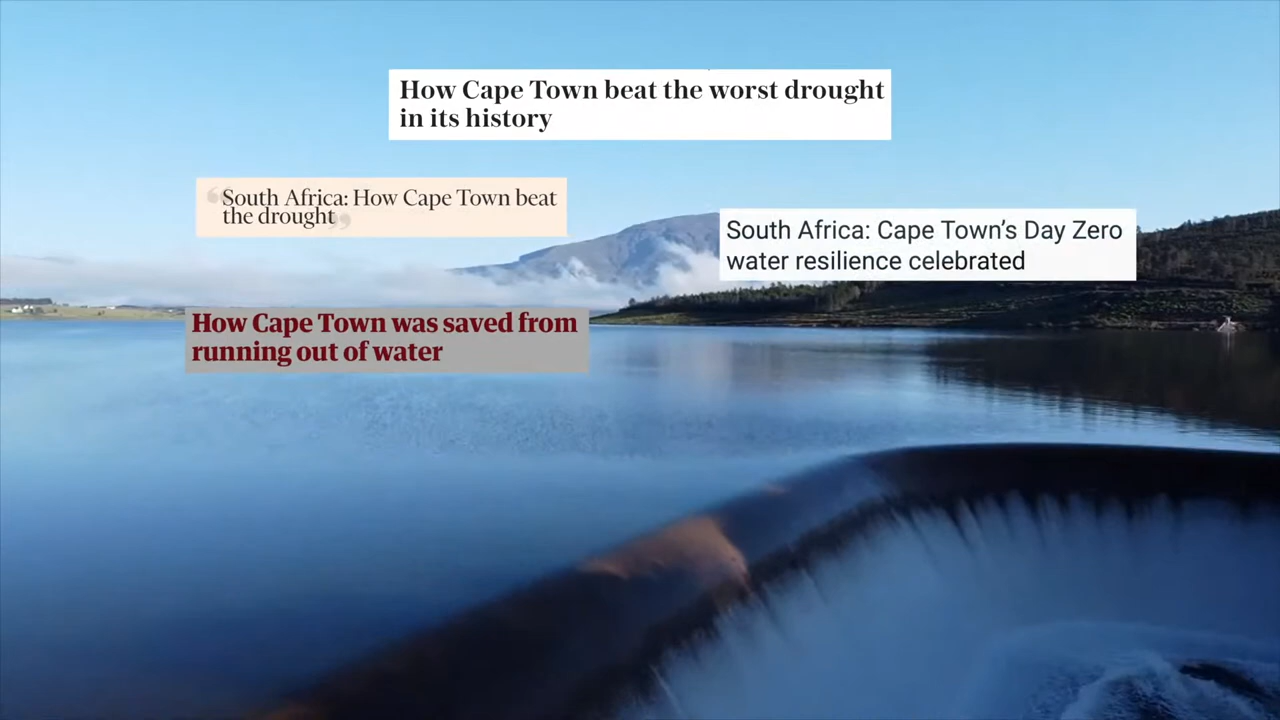 How Cape Town beat the worst drought
in its history
“South Africa: How Cape Town beat
the drought”
South Africa: Cape Town’s Day Zero
water resilience celebrated
How Cape Town was saved from
running out of water